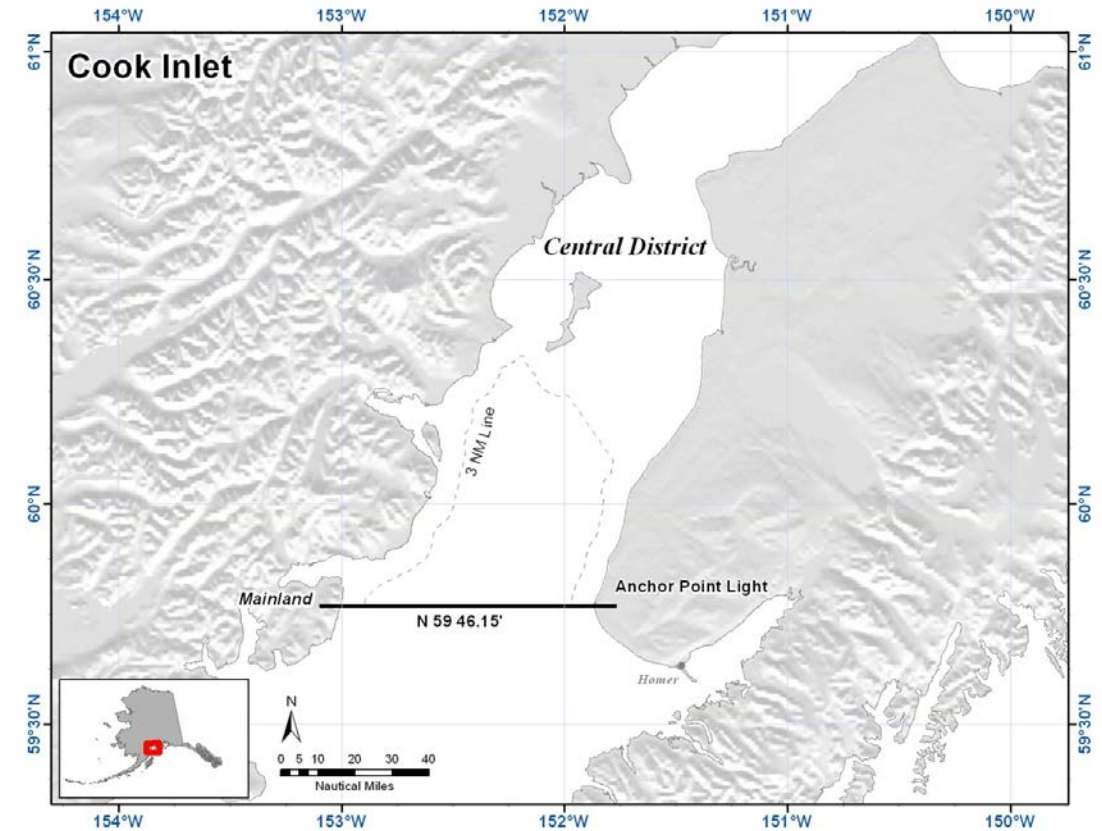 154°W 153°W 152°W 151°W 150°W
61°N 61°N
Cook Inlet
Central District
60°30'N 60°30'N
3 NM Line
60°N 60°N
Mainland
Anchor Point Light
N 59 46.15'
Homer
59°30'N 59°30'N
N
0 5 10 20 30 40
Nautical Miles
154°W 153°W 152°W 151°W 150°W